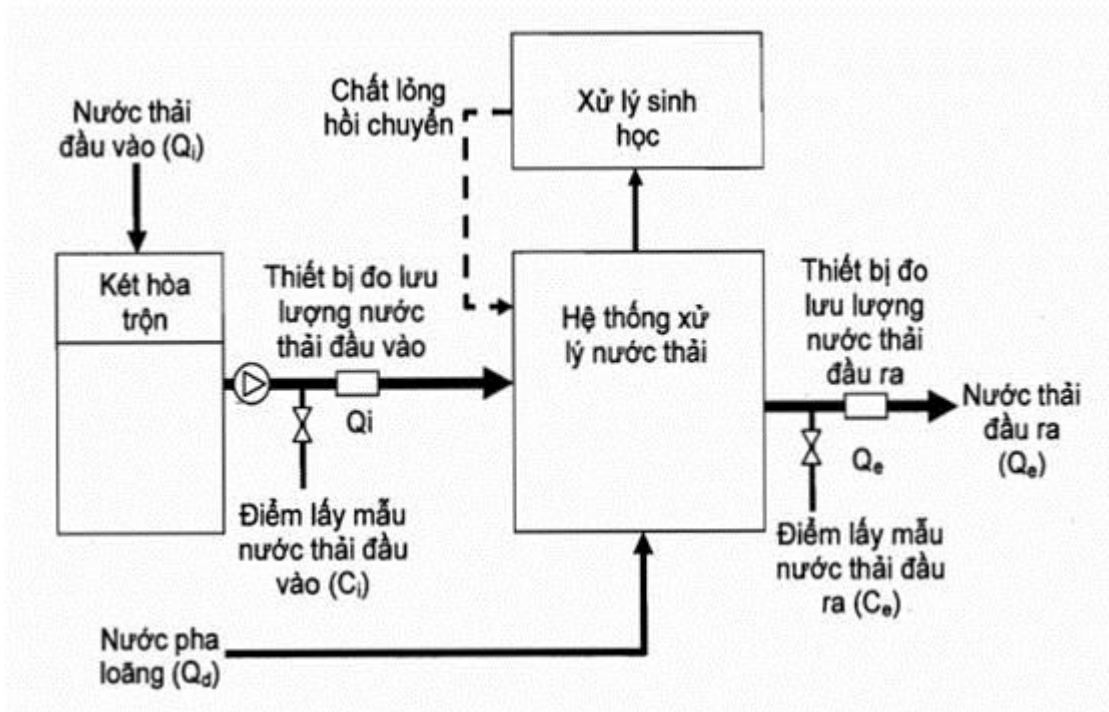 Nước thải
đầu vào (Qi)
Két hòa
trộn
Chất lỏng
hồi chuyển
Xử lý sinh
học
Thiết bị đo lưu
lượng nước
thải đầu vào
Qi
Điểm lấy mẫu
nước thải đầu
vào (Ci)
Hệ thống xử
lý nước thải
Thiết bị đo
lưu lượng
nước thải
đầu ra
Qe
Nước thải
đầu ra
(Qe)
Điểm lấy mẫu
nước thải đầu
ra (Ce)
Nước pha
loãng (Qd)